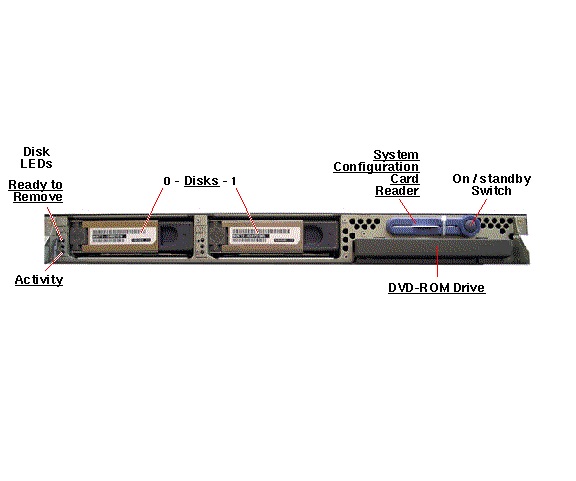 Disk
LEDs
Ready to
Remove
0 - Disks - 1
System
Configuration
Card
Reader
On / standby
Switch
Activity
DVD-ROM Drive